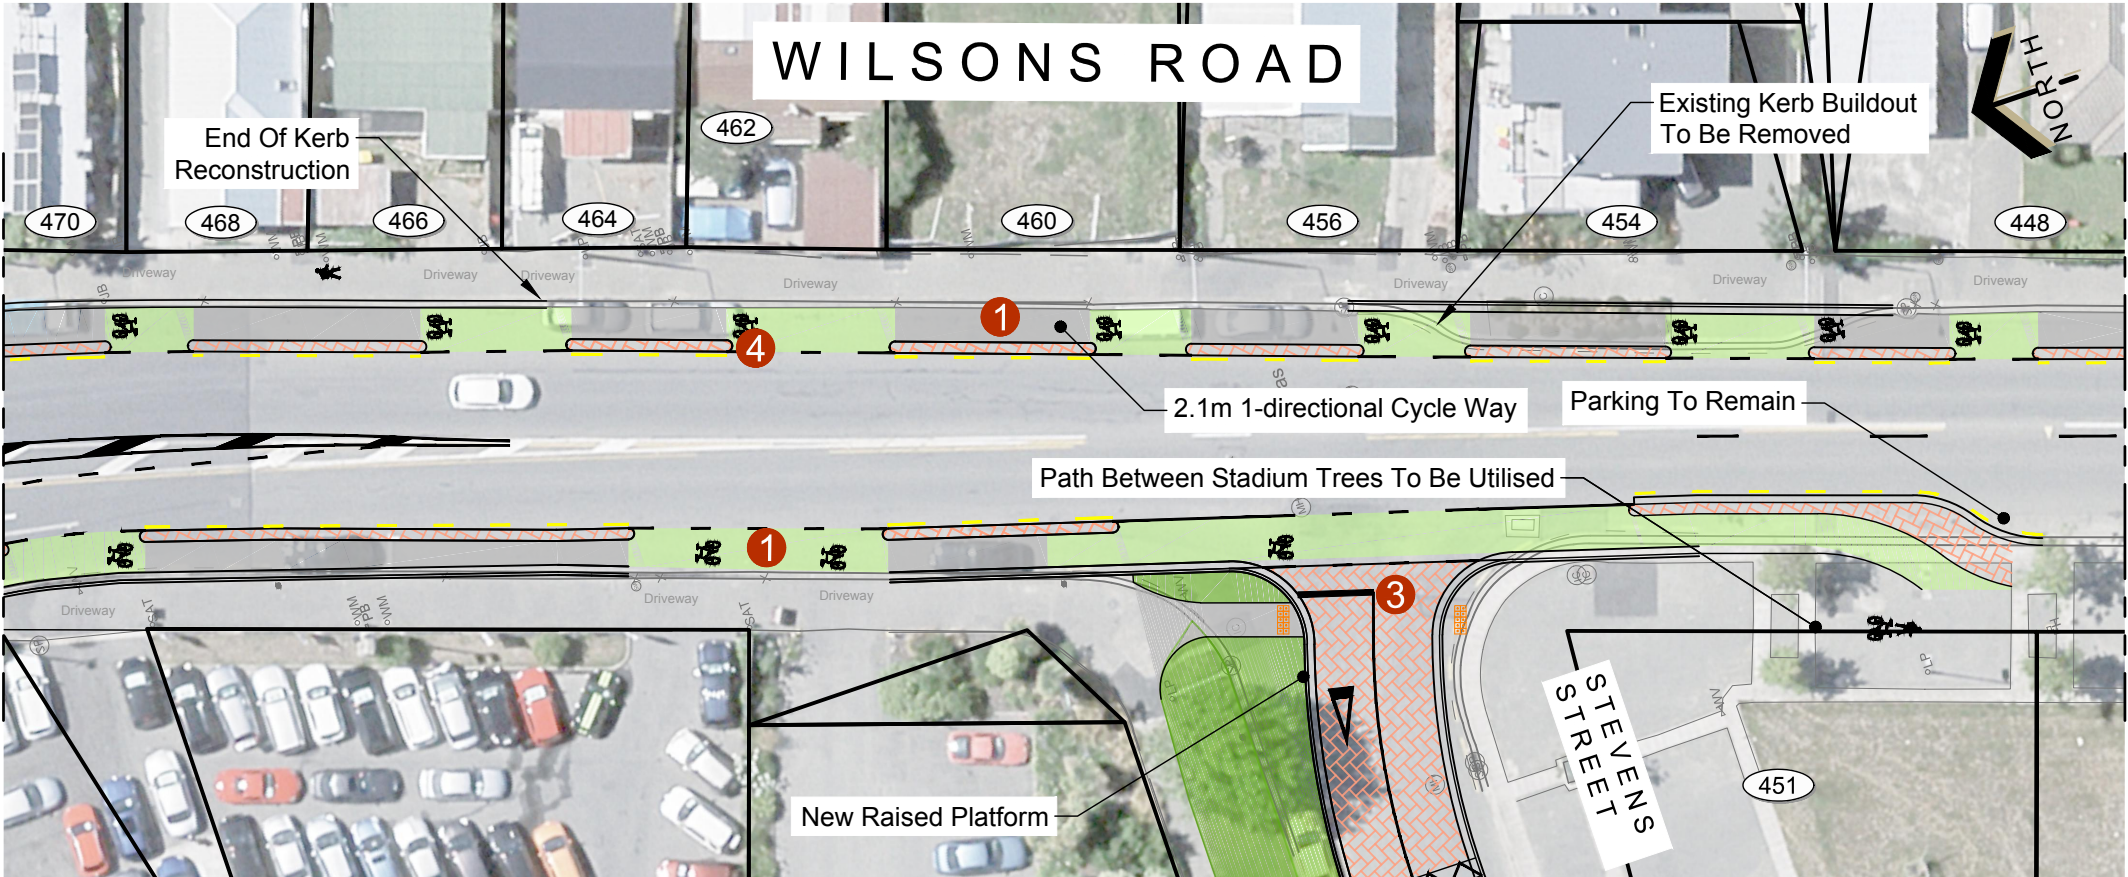 WILSONS ROAD
NORTH
End Of Kerb
Reconstruction
Existing Kerb Buildout
To Be Removed
462
470
468
466
464
460
456
454
448
Driveway
Driveway
Driveway
Driveway
Driveway
Driveway
Driveway
JB
1
4
2.1m 1-directional Cycle Way
Parking To Remain
Path Between Stadium Trees To Be Utilised
1
3
Driveway
Driveway
Driveway
STEVENS
STREET
451
New Raised Platform